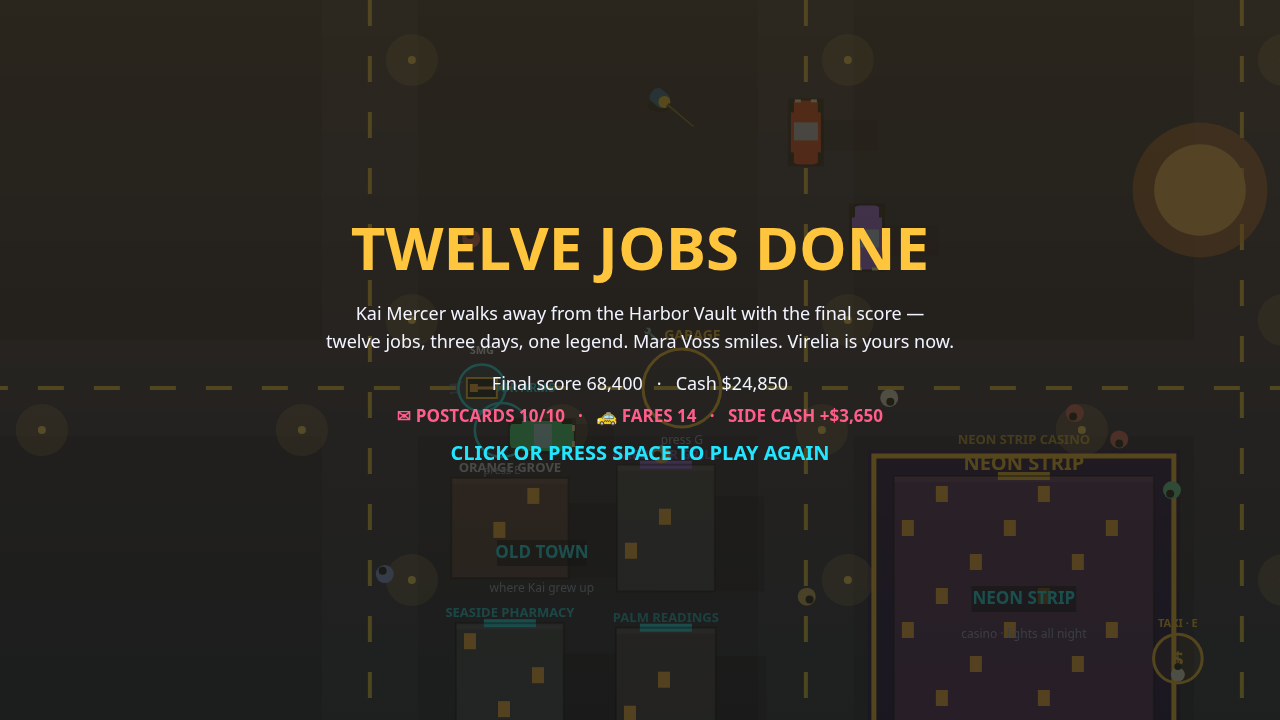 TWELVE JOBS DONE
Kai Mercer walks away from the Harbor Vault with the final score —
twelve jobs, three days, one legend. Mara Voss smiles. Virelia is yours now.
GARAGE
SMG
Final score 68,400 · Cash $24,850
✉ POSTCARDS 10/10 · 🚕 FARES 14 · SIDE CASH +$3,650
press G
CLICK OR PRESS SPACE TO PLAY AGAIN
NEON STRIP CASINO
NEON STRIP
ORANGE GROVE
OLD TOWN
where Kai grew up
NEON STRIP
SEASIDE PHARMACY
PALM READINGS
TAXI · E
casino lights all night
$